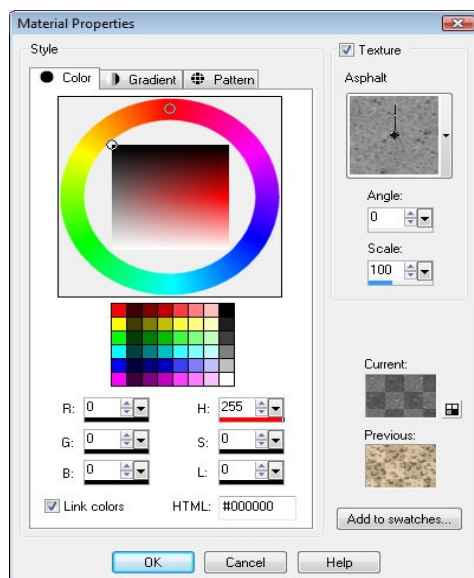 Material Properties
Style
Color
Gradient
Pattern
R: 0
H: 255
G: 0
S: 0
B: 0
L: 0
Link colors
HTML: #000000
Texture
Asphalt
Angle:
0
Scale:
100
Current:
Previous:
Add to swatches...
OK
Cancel
Help